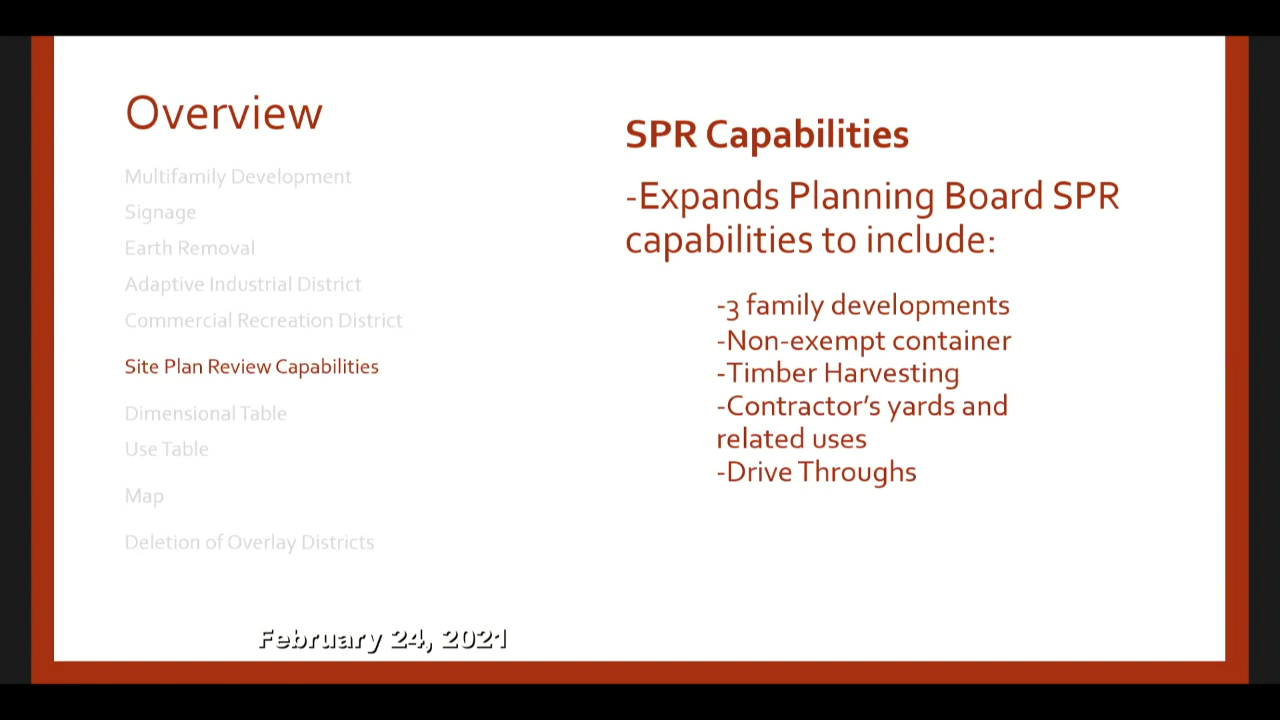 Overview
Multifamily Development
Signage
Earth Removal
Adaptive Industrial District
Commercial Recreation District
Site Plan Review Capabilities
Dimensional Table
Use Table
Map
Deletion of Overlay Districts
SPR Capabilities
-Expands Planning Board SPR
capabilities to include:
-3 family developments
-Non-exempt container
-Timber Harvesting
-Contractor’s yards and
related uses
-Drive Throughs
February 24, 2021